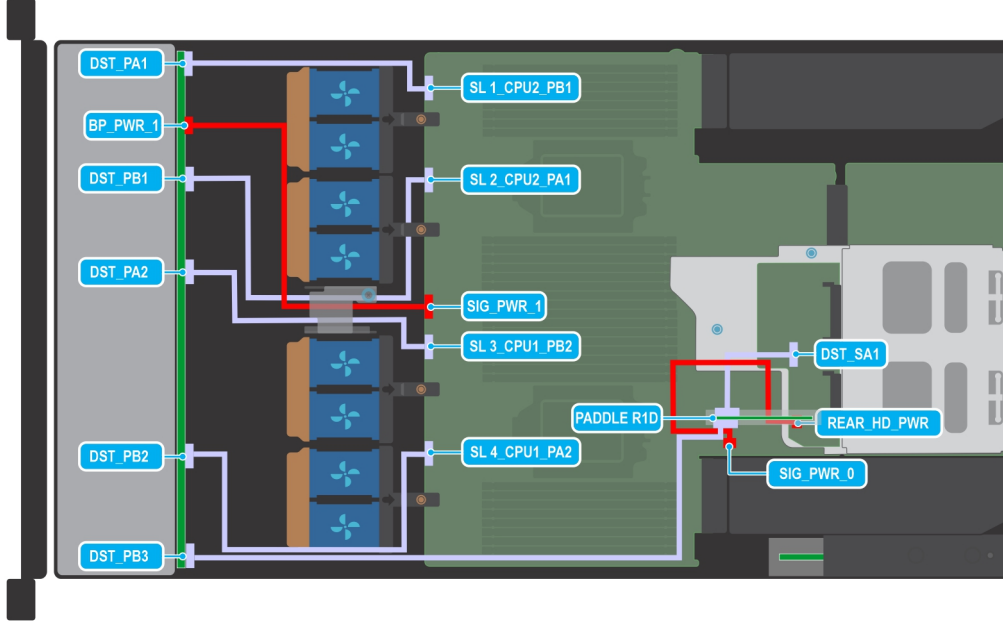 DST_PA1
SL 1_CPU2_PB1
BP_PWR_1
DST_PB1
SL 2_CPU2_PA1
DST_PA2
SIG_PWR_1
SL 3_CPU1_PB2
DST_SA1
PADDLE R1D
REAR_HD_PWR
DST_PB2
SL 4_CPU1_PA2
SIG_PWR_0
DST_PB3